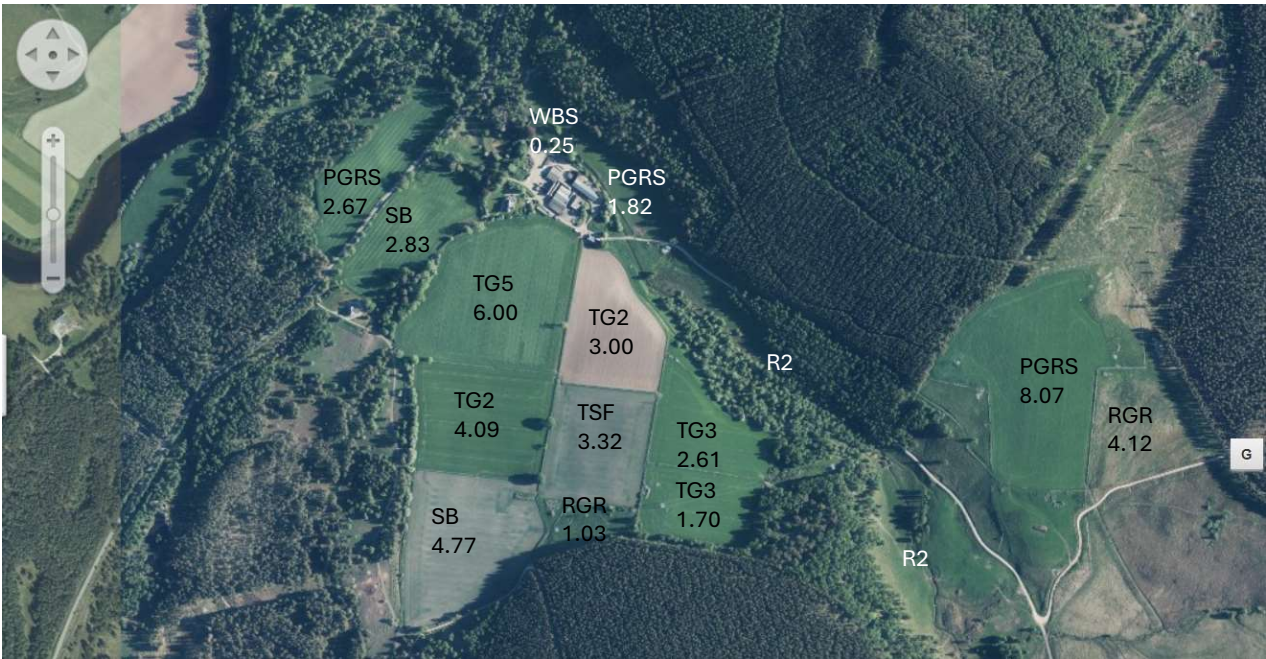 WBS
0.25
PGRS
2.67
PGRS
1.82
SB
2.83
TG5
6.00
TG2
3.00
R2
PGRS
8.07
TG2
4.09
TSF
3.32
TG3
2.61
RGR
4.12
G
TG3
1.70
SB
4.77
RGR
1.03
R2